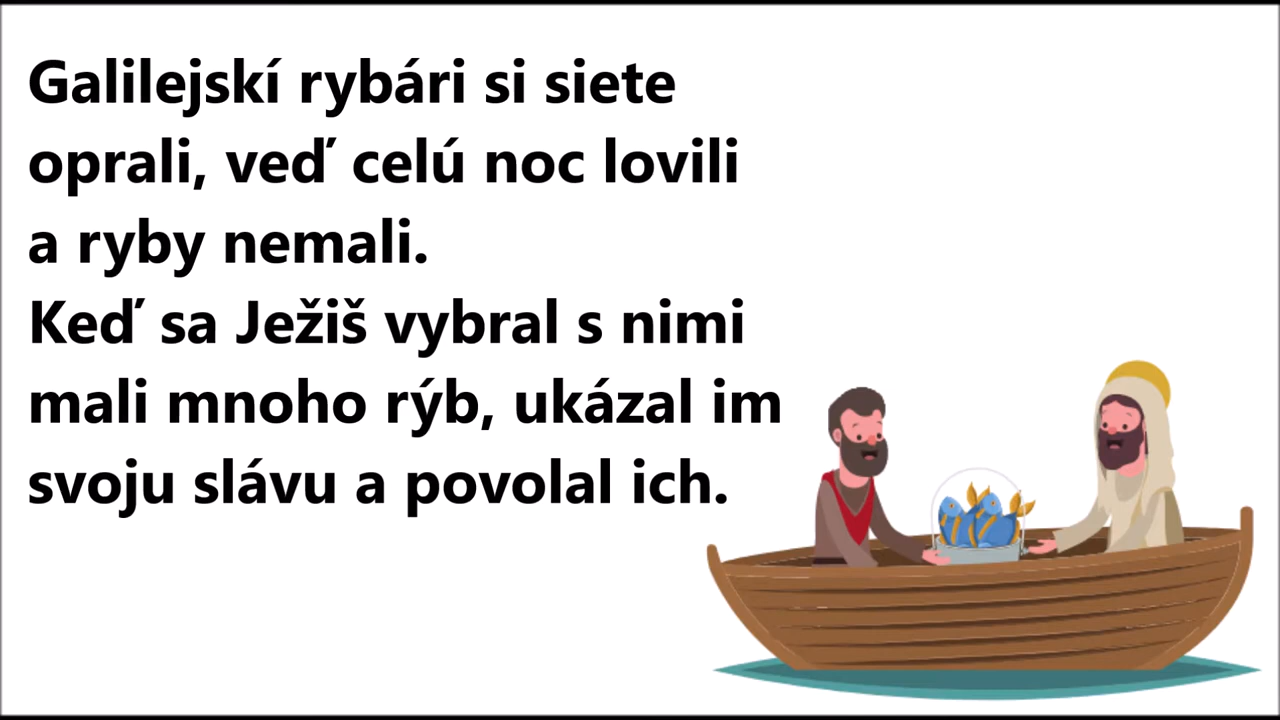 Galilejskí rybári si siete
oprali, veď celú noc lovili
a ryby nemali.
Keď sa Ježiš vybral s nimi
mali mnoho rýb, ukázal im
svoju slávu a povolal ich.